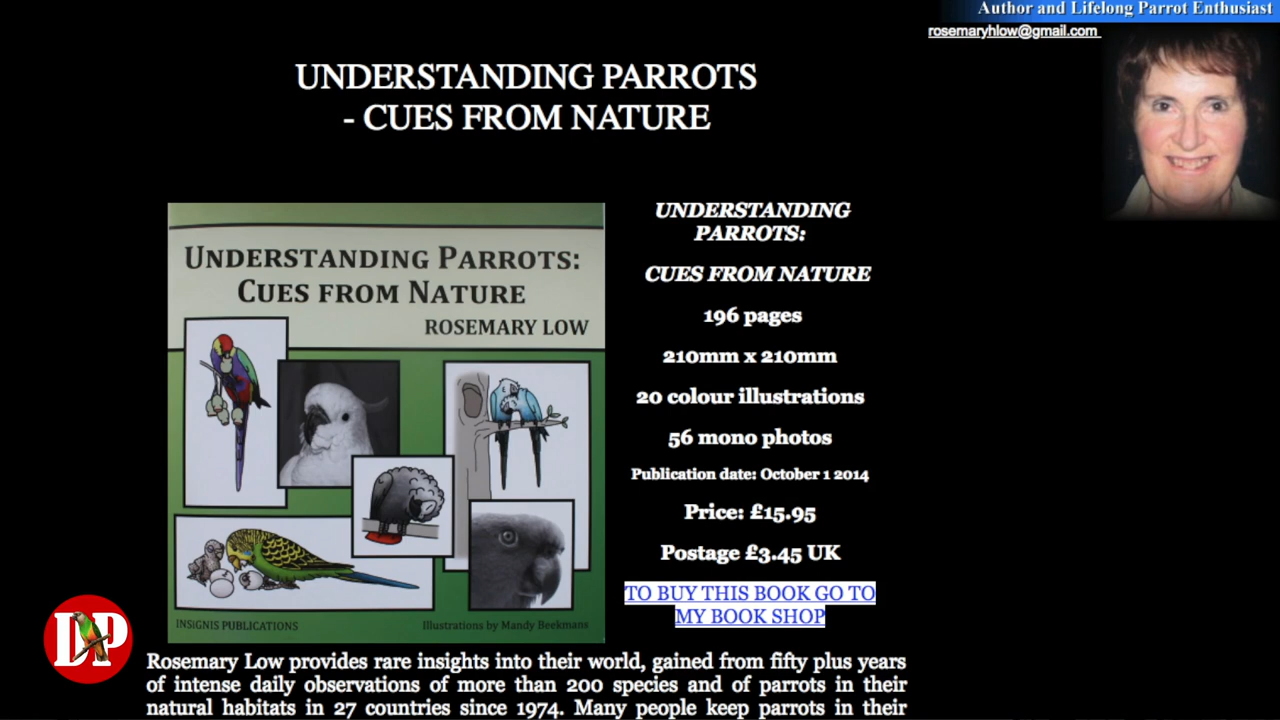 Author and Lifelong Parrot Enthusiast
rosemaryhlow@gmail.com
UNDERSTANDING PARROTS
- CUES FROM NATURE
UNDERSTANDING PARROTS:
CUES FROM NATURE
ROSEMARY LOW
INSIGNIS PUBLICATIONS
Illustrations by Mandy Beekmans
UNDERSTANDING
PARROTS:
CUES FROM NATURE
196 pages
210mm x 210mm
20 colour illustrations
56 mono photos
Publication date: October 1 2014
Price: £15.95
Postage £3.45 UK
TO BUY THIS BOOK GO TO
MY BOOK SHOP
DP
Rosemary Low provides rare insights into their world, gained from fifty plus years
of intense daily observations of more than 200 species and of parrots in their
natural habitats in 27 countries since 1974. Many people keep parrots in their